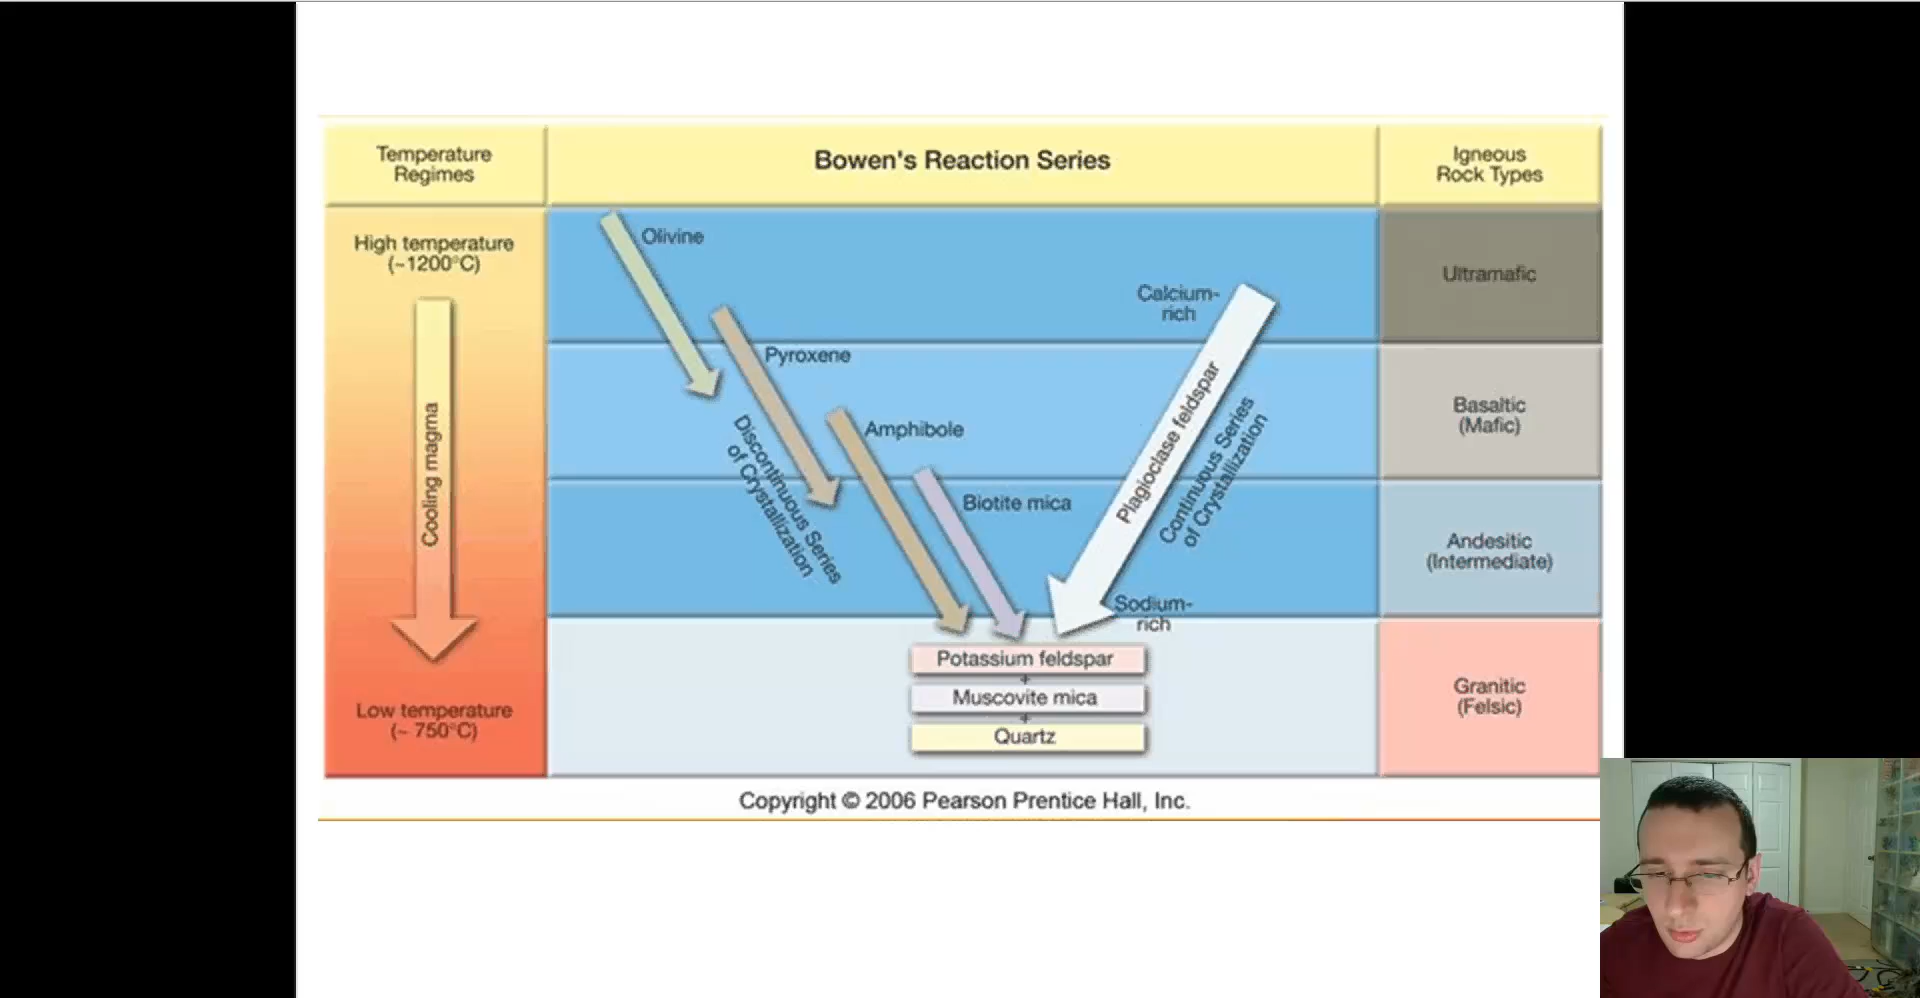 Temperature
Regimes
Bowen's Reaction Series
Igneous
Rock Types
High temperature
(~1200°C)
Cooling magma
Low temperature
(~ 750°C)
Olivine
Pyroxene
Amphibole
Biotite mica
Discontinuous Series
of Crystallization
Calcium-
rich
Plagioclase feldspar
Continuous Series
of Crystallization
Sodium-
rich
Potassium feldspar
+
Muscovite mica
+
Quartz
Ultramafic
Basaltic
(Mafic)
Andesitic
(Intermediate)
Granitic
(Felsic)
Copyright © 2006 Pearson Prentice Hall, Inc.